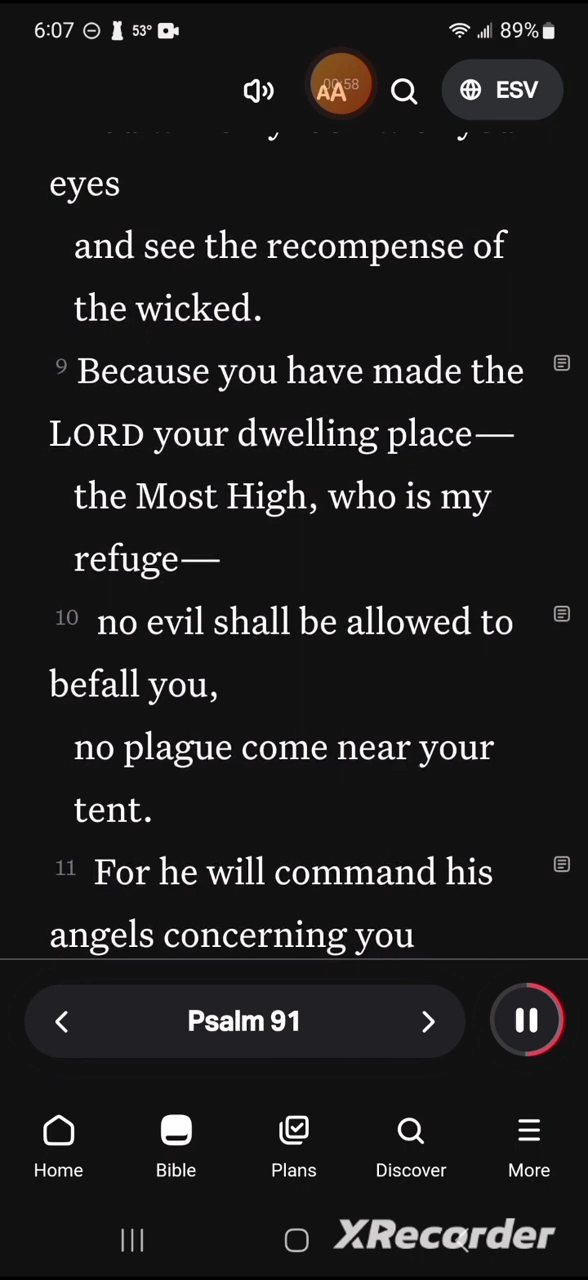 6:07 53° 89%
00:58
AA ESV
eyes
and see the recompense of
the wicked.
9 Because you have made the
LORD your dwelling place—
the Most High, who is my
refuge—
10 no evil shall be allowed to
befall you,
no plague come near your
tent.
11 For he will command his
angels concerning you
Psalm 91
Home Bible Plans Discover More
XRecorder